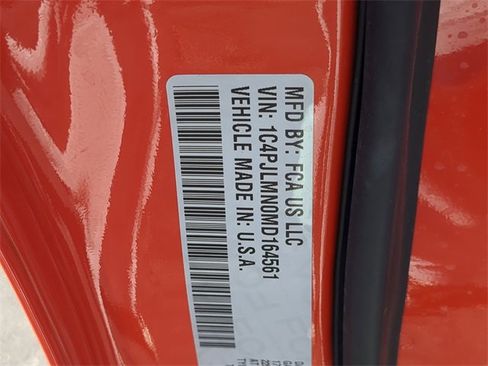 MFD BY: FCA US LLC
VIN: 1C4PJLMN0MD164561
VEHICLE MADE IN: U.S.A.